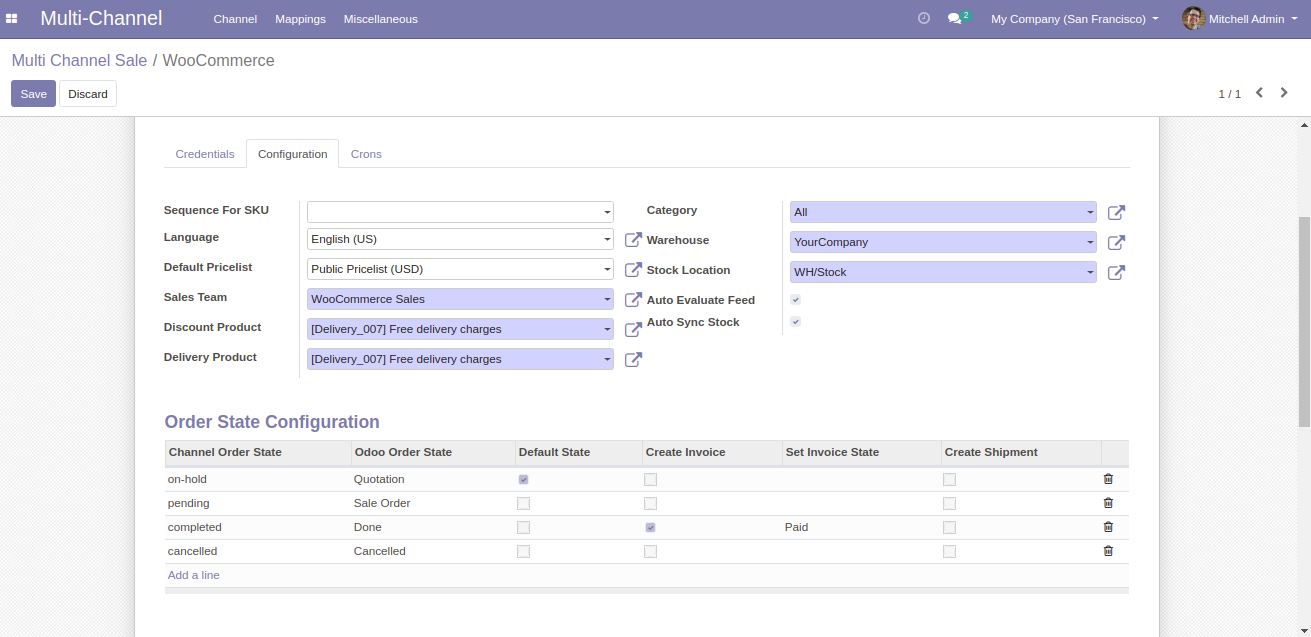 Multi-Channel Channel Mappings Miscellaneous 2 My Company (San Francisco) Mitchell Admin
Multi Channel Sale / WooCommerce
Save Discard 1 / 1
Credentials Configuration Crons
Sequence For SKU
Language English (US)
Default Pricelist Public Pricelist (USD)
Sales Team WooCommerce Sales
Discount Product [Delivery_007] Free delivery charges
Delivery Product [Delivery_007] Free delivery charges
Category All
Warehouse YourCompany
Stock Location WH/Stock
Auto Evaluate Feed
Auto Sync Stock
Order State Configuration
Channel Order State Odoo Order State Default State Create Invoice Set Invoice State Create Shipment
on-hold Quotation
pending Sale Order
completed Done Paid
cancelled Cancelled
Add a line